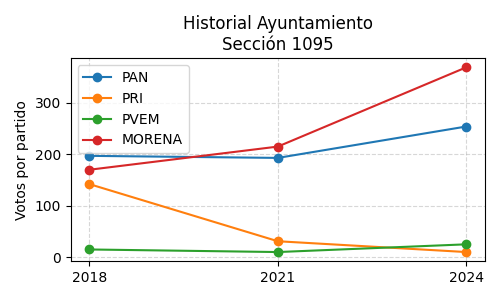 Historial Ayuntamiento
Sección 1095
Votos por partido
300
200
100
0
PAN
PRI
PVEM
MORENA
2018
2021
2024